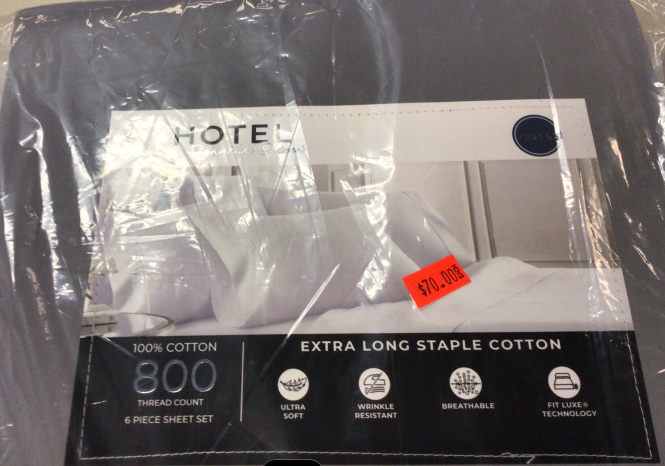 HOTEL
$70.00
100% COTTON
800
THREAD COUNT
6 PIECE SHEET SET
EXTRA LONG STAPLE COTTON
ULTRA
SOFT
WRINKLE
RESISTANT
BREATHABLE
FIT LUXE®
TECHNOLOGY